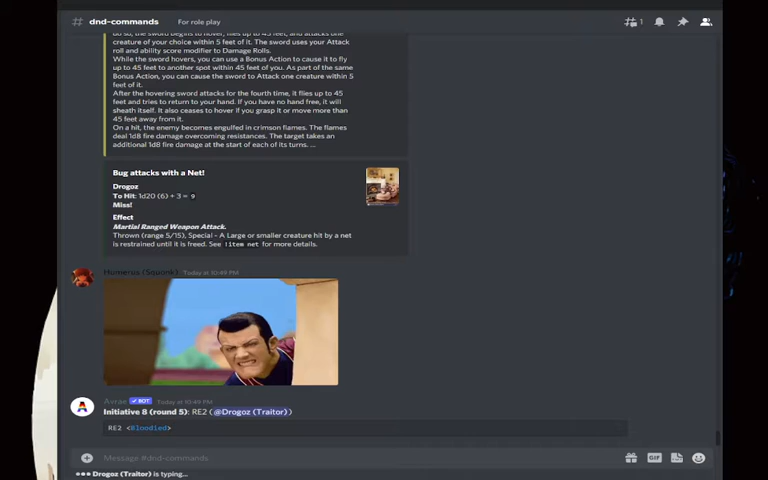 dnd-commands For role play 1
do so, the sword begins to hover, flies up to 45 feet, and attacks one
creature of your choice within 5 feet of it. The sword uses your Attack
roll and ability score modifier to Damage Rolls.
While the sword hovers, you can use a Bonus Action to cause it to fly
up to 45 feet to another spot within 45 feet of you. As part of the same
Bonus Action, you can cause the sword to Attack one creature within 5
feet of it.
After the hovering sword attacks for the fourth time, it flies up to 45
feet and tries to return to your hand. If you have no hand free, it will
sheath itself. It also ceases to hover If you grasp it or move more than
45 feet away from it.
On a hit, the enemy becomes engulfed in crimson flames. The flames
deal 1d8 fire damage overcoming resistances. The target takes an
additional 1d8 fire damage at the start of each of its turns. ...
Bug attacks with a Net!
Drogoz
To Hit: 1d20 (6) + 3 = 9
Miss!
Effect
Martial Ranged Weapon Attack.
Thrown (range 5/15), Special - A Large or smaller creature hit by a net
is restrained until it is freed. See !item net for more details.
(Squonk) Today at 10:49 PM
Avrae BOT Today at 10:49 PM
Initiative 8 (round 5): RE2 (@Drogoz (Traitor))
RE2 <Bloodied>
Message #dnd-commands GIF
Drogoz (Traitor) is typing...